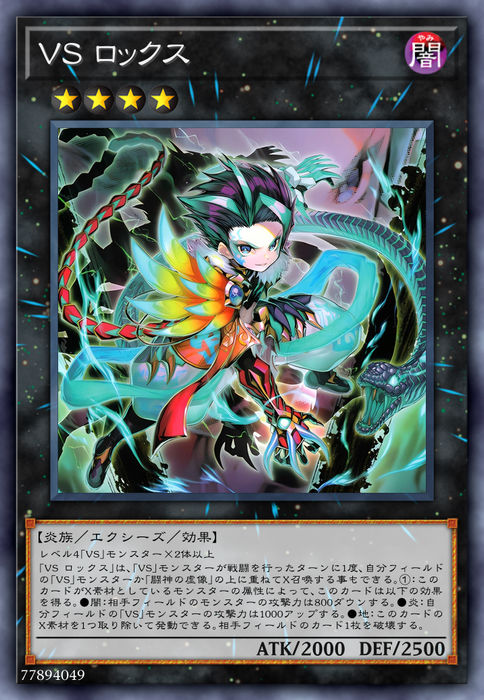 VS ロックス
やみ
闇
【炎族／エクシーズ／効果】
レベル4「VS」モンスター×2体以上
「VS ロックス」は、「VS」モンスターが戦闘を行ったターンに1度、自分フィールド
の「VS」モンスターか「闘神の虚像」の上に重ねてX召喚する事もできる。①：この
カードがX素材としているモンスターの属性によって、このカードは以下の効果
を得る。●闇：相手フィールドのモンスターの攻撃力は800ダウンする。●炎：自
分フィールドの「VS」モンスターの攻撃力は1000アップする。●地：このカードの
X素材を1つ取り除いて発動できる。相手フィールドのカード1枚を破壊する。
ATK/2000 DEF/2500
77894049